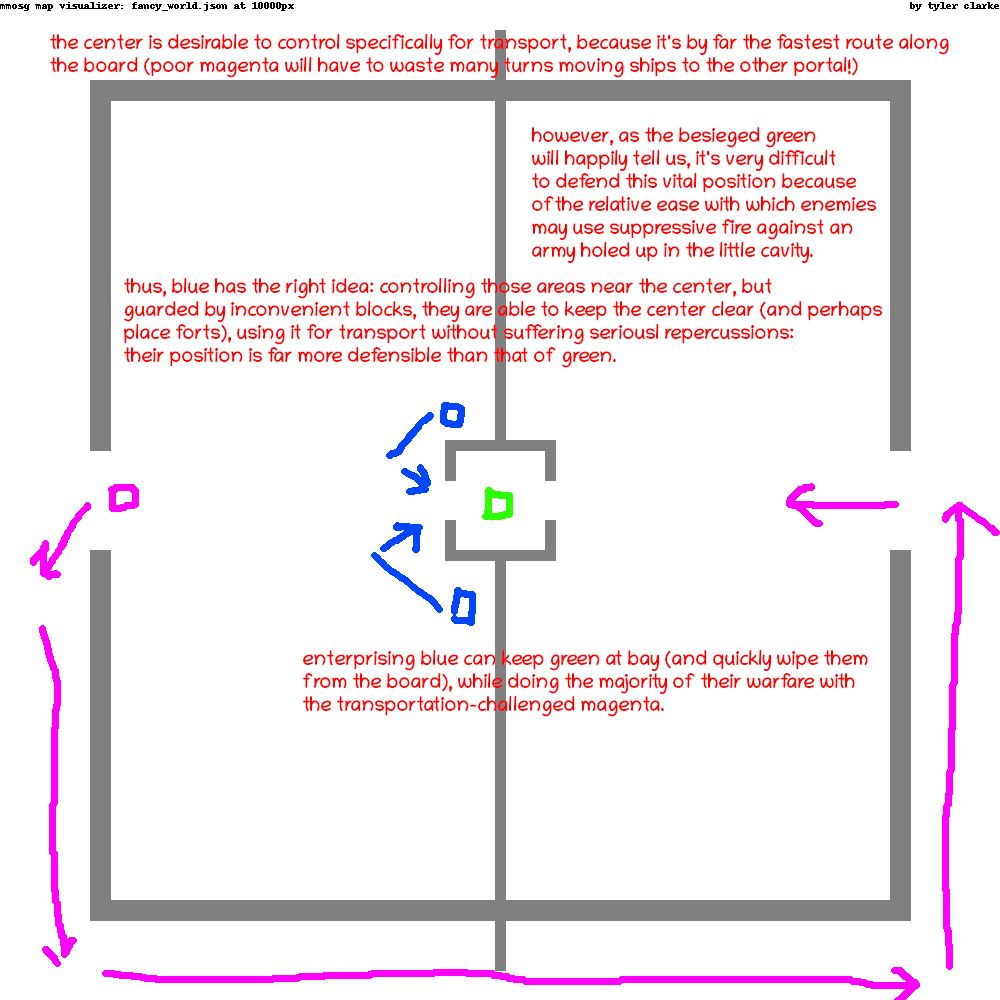 mmosg map visualizer: fancy_world.json at 10000px
by tyler clarke
the center is desirable to control specifically for transport, because it's by far the fastest route along
the board (poor magenta will have to waste many turns moving ships to the other portal!)
however, as the besieged green
will happily tell us, it's very difficult
to defend this vital position because
of the relative ease with which enemies
may use suppressive fire against an
army holed up in the little cavity.
thus, blue has the right idea: controlling those areas near the center, but
guarded by inconvenient blocks, they are able to keep the center clear (and perhaps
place forts), using it for transport without suffering seriousl repercussions:
their position is far more defensible than that of green.
enterprising blue can keep green at bay (and quickly wipe them
from the board), while doing the majority of their warfare with
the transportation-challenged magenta.